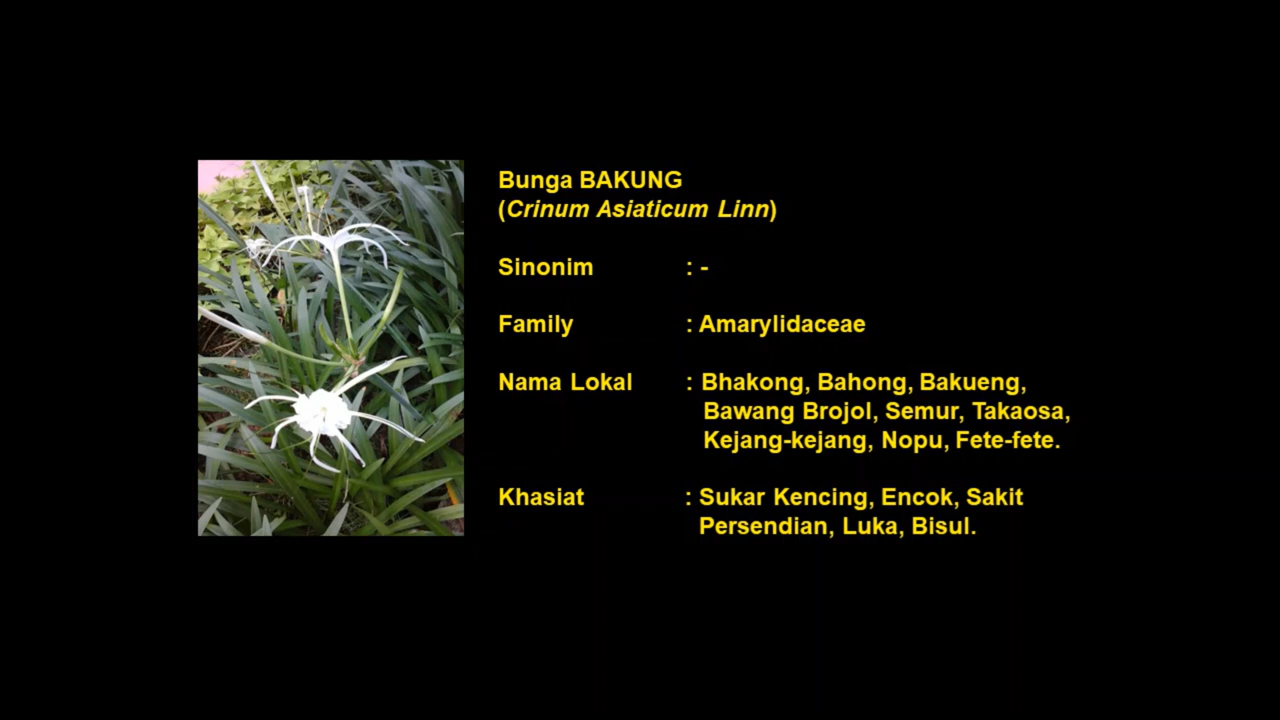 Bunga BAKUNG
(Crinum Asiaticum Linn)
Sinonim : -
Family : Amarylidaceae
Nama Lokal : Bhakong, Bahong, Bakueng,
Bawang Brojol, Semur, Takaosa,
Kejang-kejang, Nopu, Fete-fete.
Khasiat : Sukar Kencing, Encok, Sakit
Persendian, Luka, Bisul.